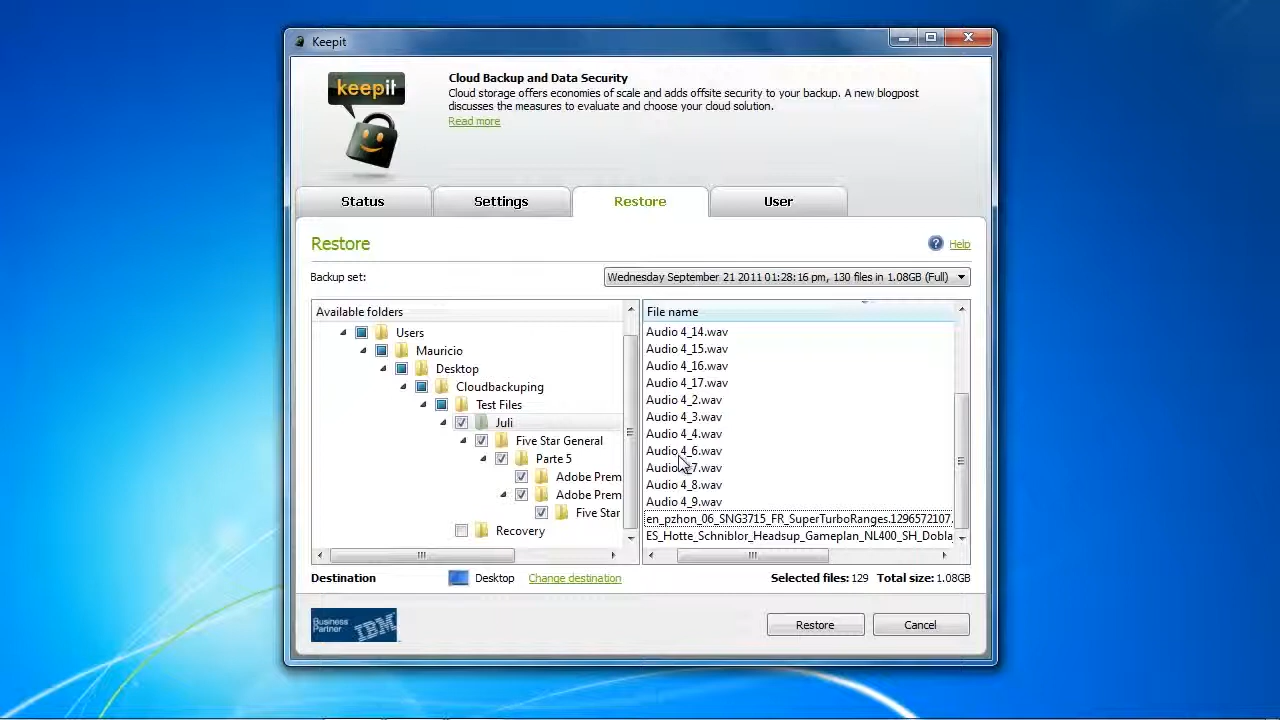 Keepit
keepit
Cloud Backup and Data Security
Cloud storage offers economies of scale and adds offsite security to your backup. A new blogpost
discusses the measures to evaluate and choose your cloud solution.
Read more
Status Settings Restore User
Restore
? Help
Backup set: Wednesday September 21 2011 01:28:16 pm, 130 files in 1.08GB (Full)
Available folders
Users
Mauricio
Desktop
Cloudbackuping
Test Files
Juli
Five Star General
Parte 5
Adobe Prem
Adobe Prem
Five Star
Recovery
File name
Audio 4_14.wav
Audio 4_15.wav
Audio 4_16.wav
Audio 4_17.wav
Audio 4_2.wav
Audio 4_3.wav
Audio 4_4.wav
Audio 4_6.wav
Audio 4_7.wav
Audio 4_8.wav
Audio 4_9.wav
en_pzhon_06_SNG3715_FR_SuperTurboRanges.1296572107.
ES_Hotte_Schniblor_Headsup_Gameplan_NL400_SH_Dobla
Destination Desktop Change destination Selected files: 129 Total size: 1.08GB
Business
Partner IBM
Restore Cancel